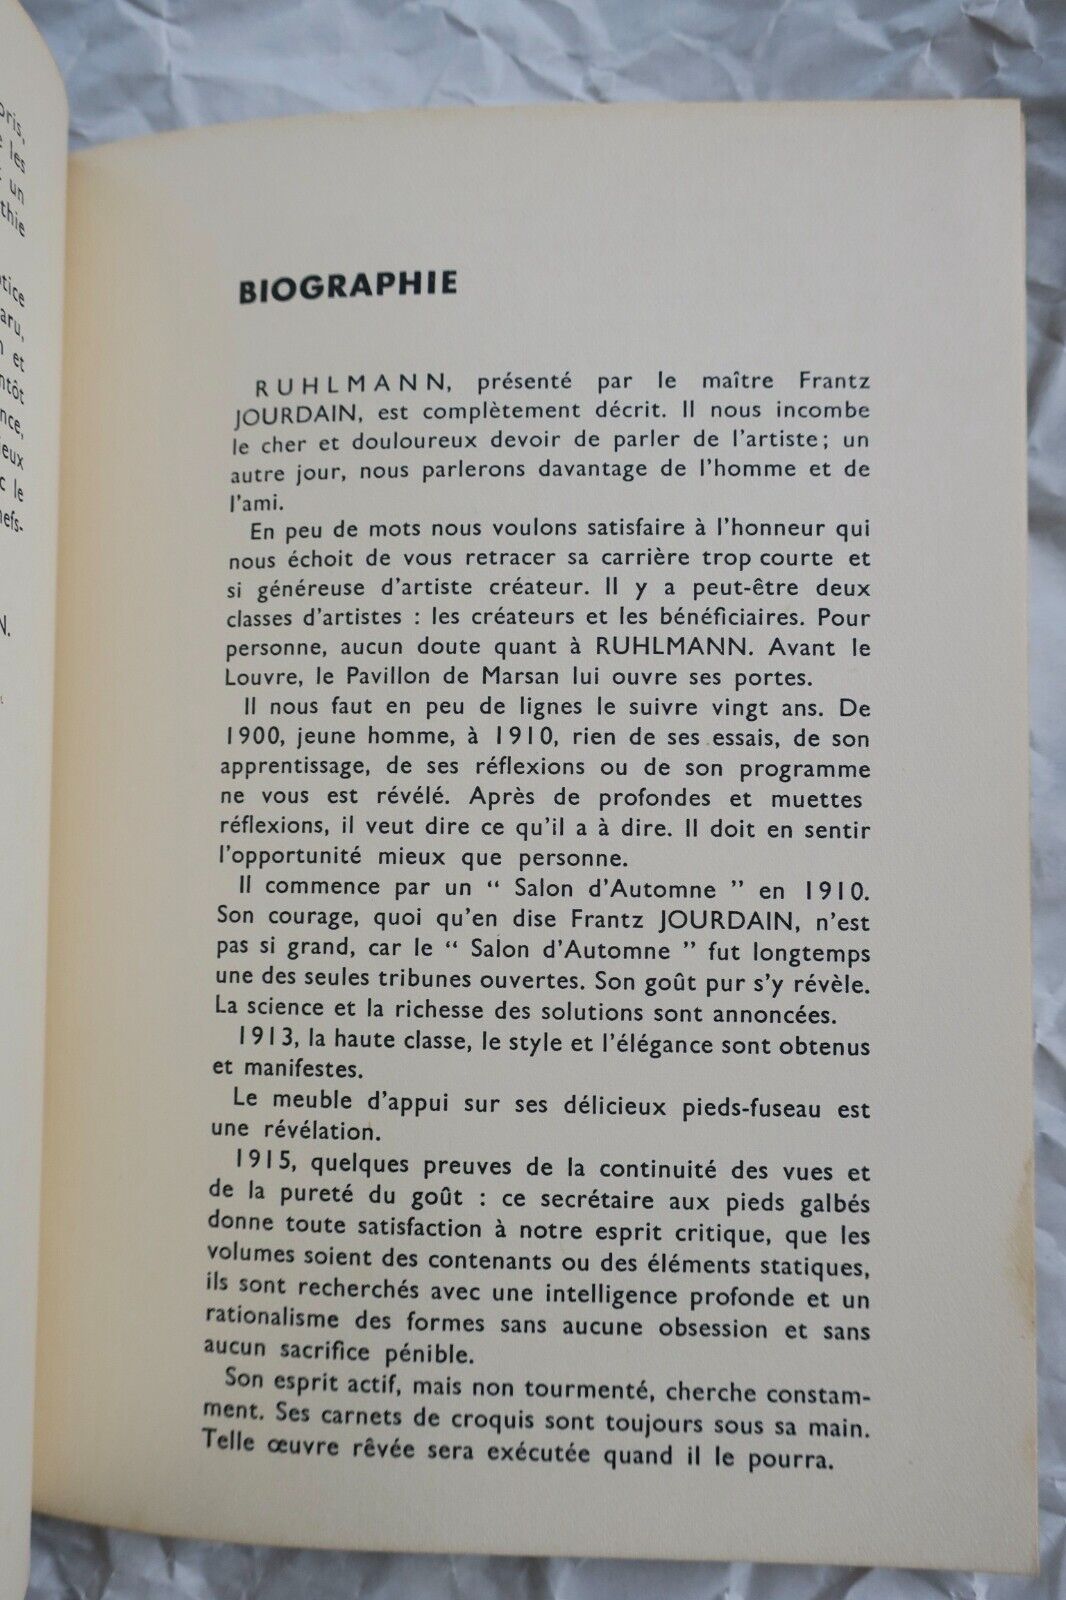 oris,
les
un
thie
otice
aru,
et
ntôt
nce,
ieux
c le
hefs-
N.
BIOGRAPHIE
RUHLMANN, présenté par le maître Frantz
JOURDAIN, est complètement décrit. Il nous incombe
le cher et douloureux devoir de parler de l'artiste; un
autre jour, nous parlerons davantage de l'homme et de
l'ami.
En peu de mots nous voulons satisfaire à l'honneur qui
nous échoit de vous retracer sa carrière trop courte et
si généreuse d'artiste créateur. Il y a peut-être deux
classes d'artistes : les créateurs et les bénéficiaires. Pour
personne, aucun doute quant à RUHLMANN. Avant le
Louvre, le Pavillon de Marsan lui ouvre ses portes.
Il nous faut en peu de lignes le suivre vingt ans. De
1900, jeune homme, à 1910, rien de ses essais, de son
apprentissage, de ses réflexions ou de son programme
ne vous est révélé. Après de profondes et muettes
réflexions, il veut dire ce qu'il a à dire. Il doit en sentir
l'opportunité mieux que personne.
Il commence par un “ Salon d'Automne ” en 1910.
Son courage, quoi qu'en dise Frantz JOURDAIN, n'est
pas si grand, car le “ Salon d'Automne ” fut longtemps
une des seules tribunes ouvertes. Son goût pur s'y révèle.
La science et la richesse des solutions sont annoncées.
1913, la haute classe, le style et l'élégance sont obtenus
et manifestes.
Le meuble d'appui sur ses délicieux pieds-fuseau est
une révélation.
1915, quelques preuves de la continuité des vues et
de la pureté du goût : ce secrétaire aux pieds galbés
donne toute satisfaction à notre esprit critique, que les
volumes soient des contenants ou des éléments statiques,
ils sont recherchés avec une intelligence profonde et un
rationalisme des formes sans aucune obsession et sans
aucun sacrifice pénible.
Son esprit actif, mais non tourmenté, cherche constam-
ment. Ses carnets de croquis sont toujours sous sa main.
Telle œuvre rêvée sera exécutée quand il le pourra.